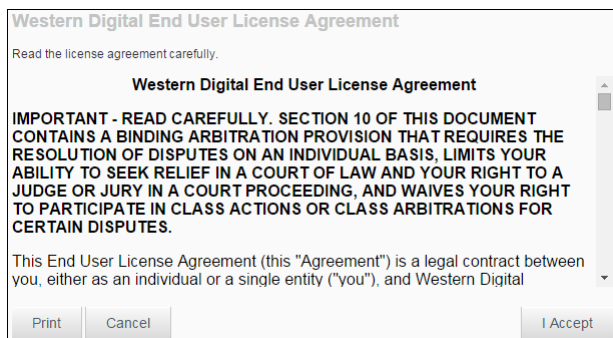 Western Digital End User License Agreement
Read the license agreement carefully.
Western Digital End User License Agreement
IMPORTANT - READ CAREFULLY. SECTION 10 OF THIS DOCUMENT
CONTAINS A BINDING ARBITRATION PROVISION THAT REQUIRES THE
RESOLUTION OF DISPUTES ON AN INDIVIDUAL BASIS, LIMITS YOUR
ABILITY TO SEEK RELIEF IN A COURT OF LAW AND YOUR RIGHT TO A
JUDGE OR JURY IN A COURT PROCEEDING, AND WAIVES YOUR RIGHT
TO PARTICIPATE IN CLASS ACTIONS OR CLASS ARBITRATIONS FOR
CERTAIN DISPUTES.
This End User License Agreement (this "Agreement") is a legal contract between
you, either as an individual or a single entity ("you"), and Western Digital
Print Cancel I Accept